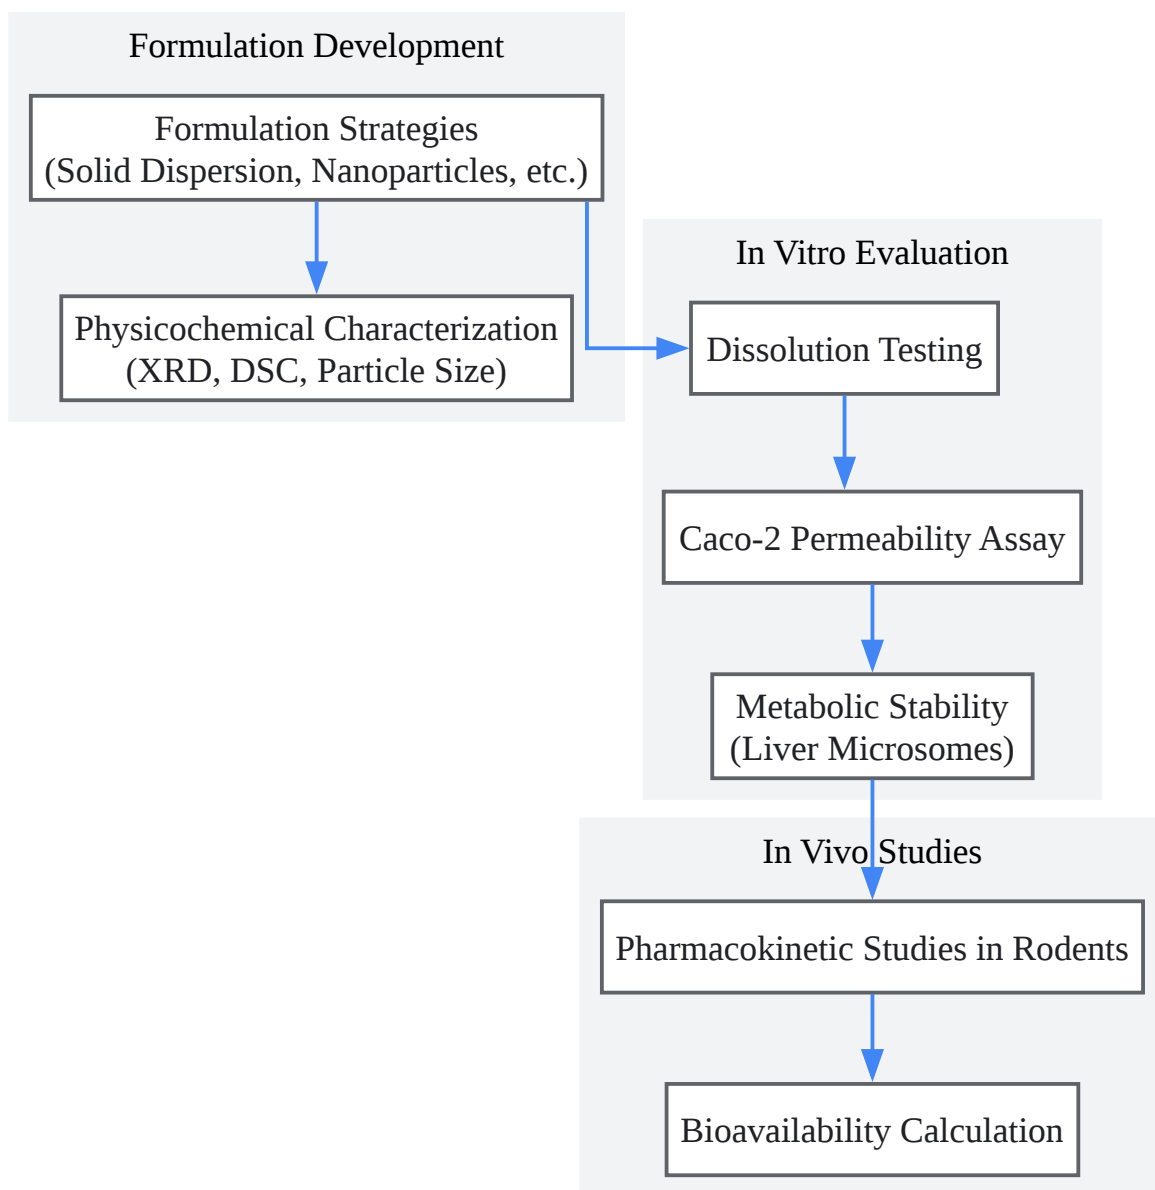 Formulation Development
Formulation Strategies
(Solid Dispersion, Nanoparticles, etc.)
Physicochemical Characterization
(XRD, DSC, Particle Size)
In Vitro Evaluation
Dissolution Testing
Caco-2 Permeability Assay
Metabolic Stability
(Liver Microsomes)
In Vivo Studies
Pharmacokinetic Studies in Rodents
Bioavailability Calculation